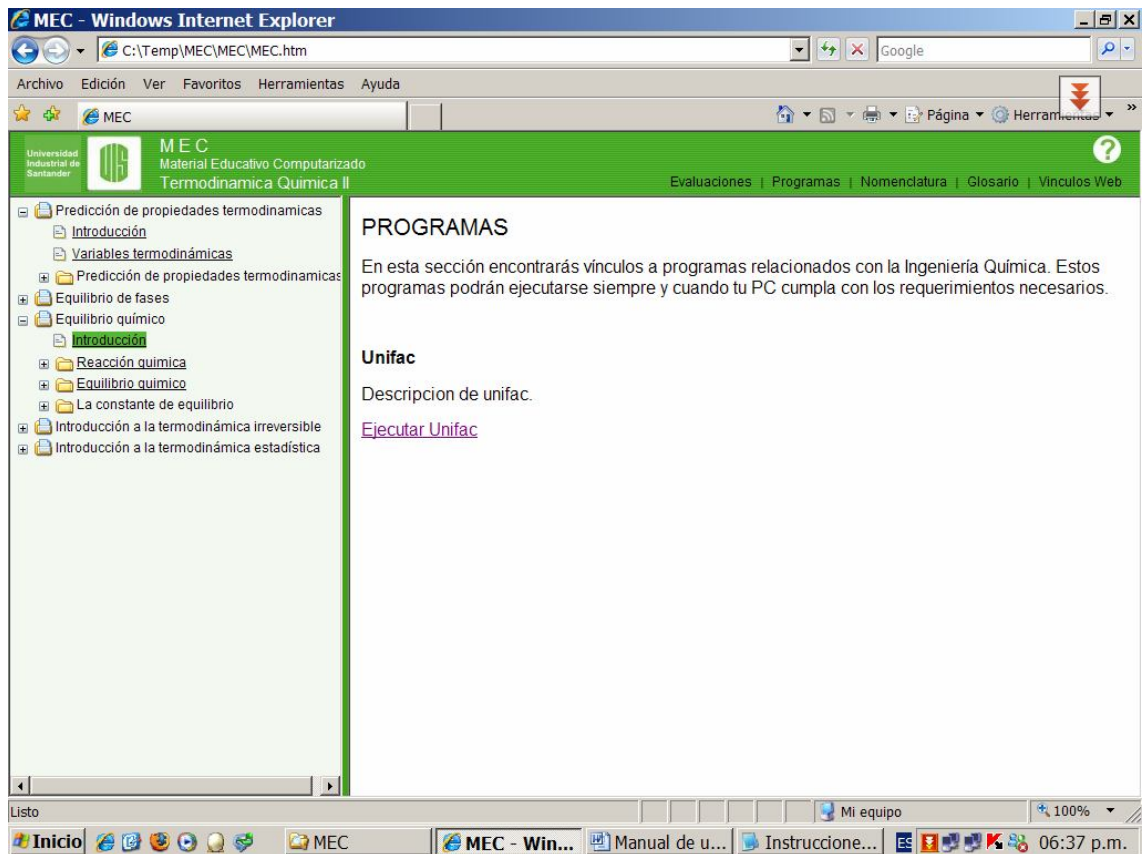 MEC - Windows Internet Explorer
C:\Temp\MEC\MEC\MEC.htm
Google
Archivo Edición Ver Favoritos Herramientas Ayuda
MEC
Página
Herramientas
»
Universidad
Industrial de
Santander
M E C
Material Educativo Computarizado
Termodinamica Quimica II
?
Evaluaciones | Programas | Nomenclatura | Glosario | Vinculos Web
Predicción de propiedades termodinamicas
Introducción
Variables termodinámicas
Predicción de propiedades termodinamicas
Equilibrio de fases
Equilibrio químico
Introducción
Reacción quimica
Equilibrio quimico
La constante de equilibrio
Introducción a la termodinámica irreversible
Introducción a la termodinámica estadística
PROGRAMAS
En esta sección encontrarás vínculos a programas relacionados con la Ingeniería Química. Estos
programas podrán ejecutarse siempre y cuando tu PC cumpla con los requerimientos necesarios.
Unifac
Descripcion de unifac.
Ejecutar Unifac
Listo
Mi equipo
100%
Inicio
MEC
MEC - Win...
Manual de u...
Instruccione...
ES
06:37 p.m.